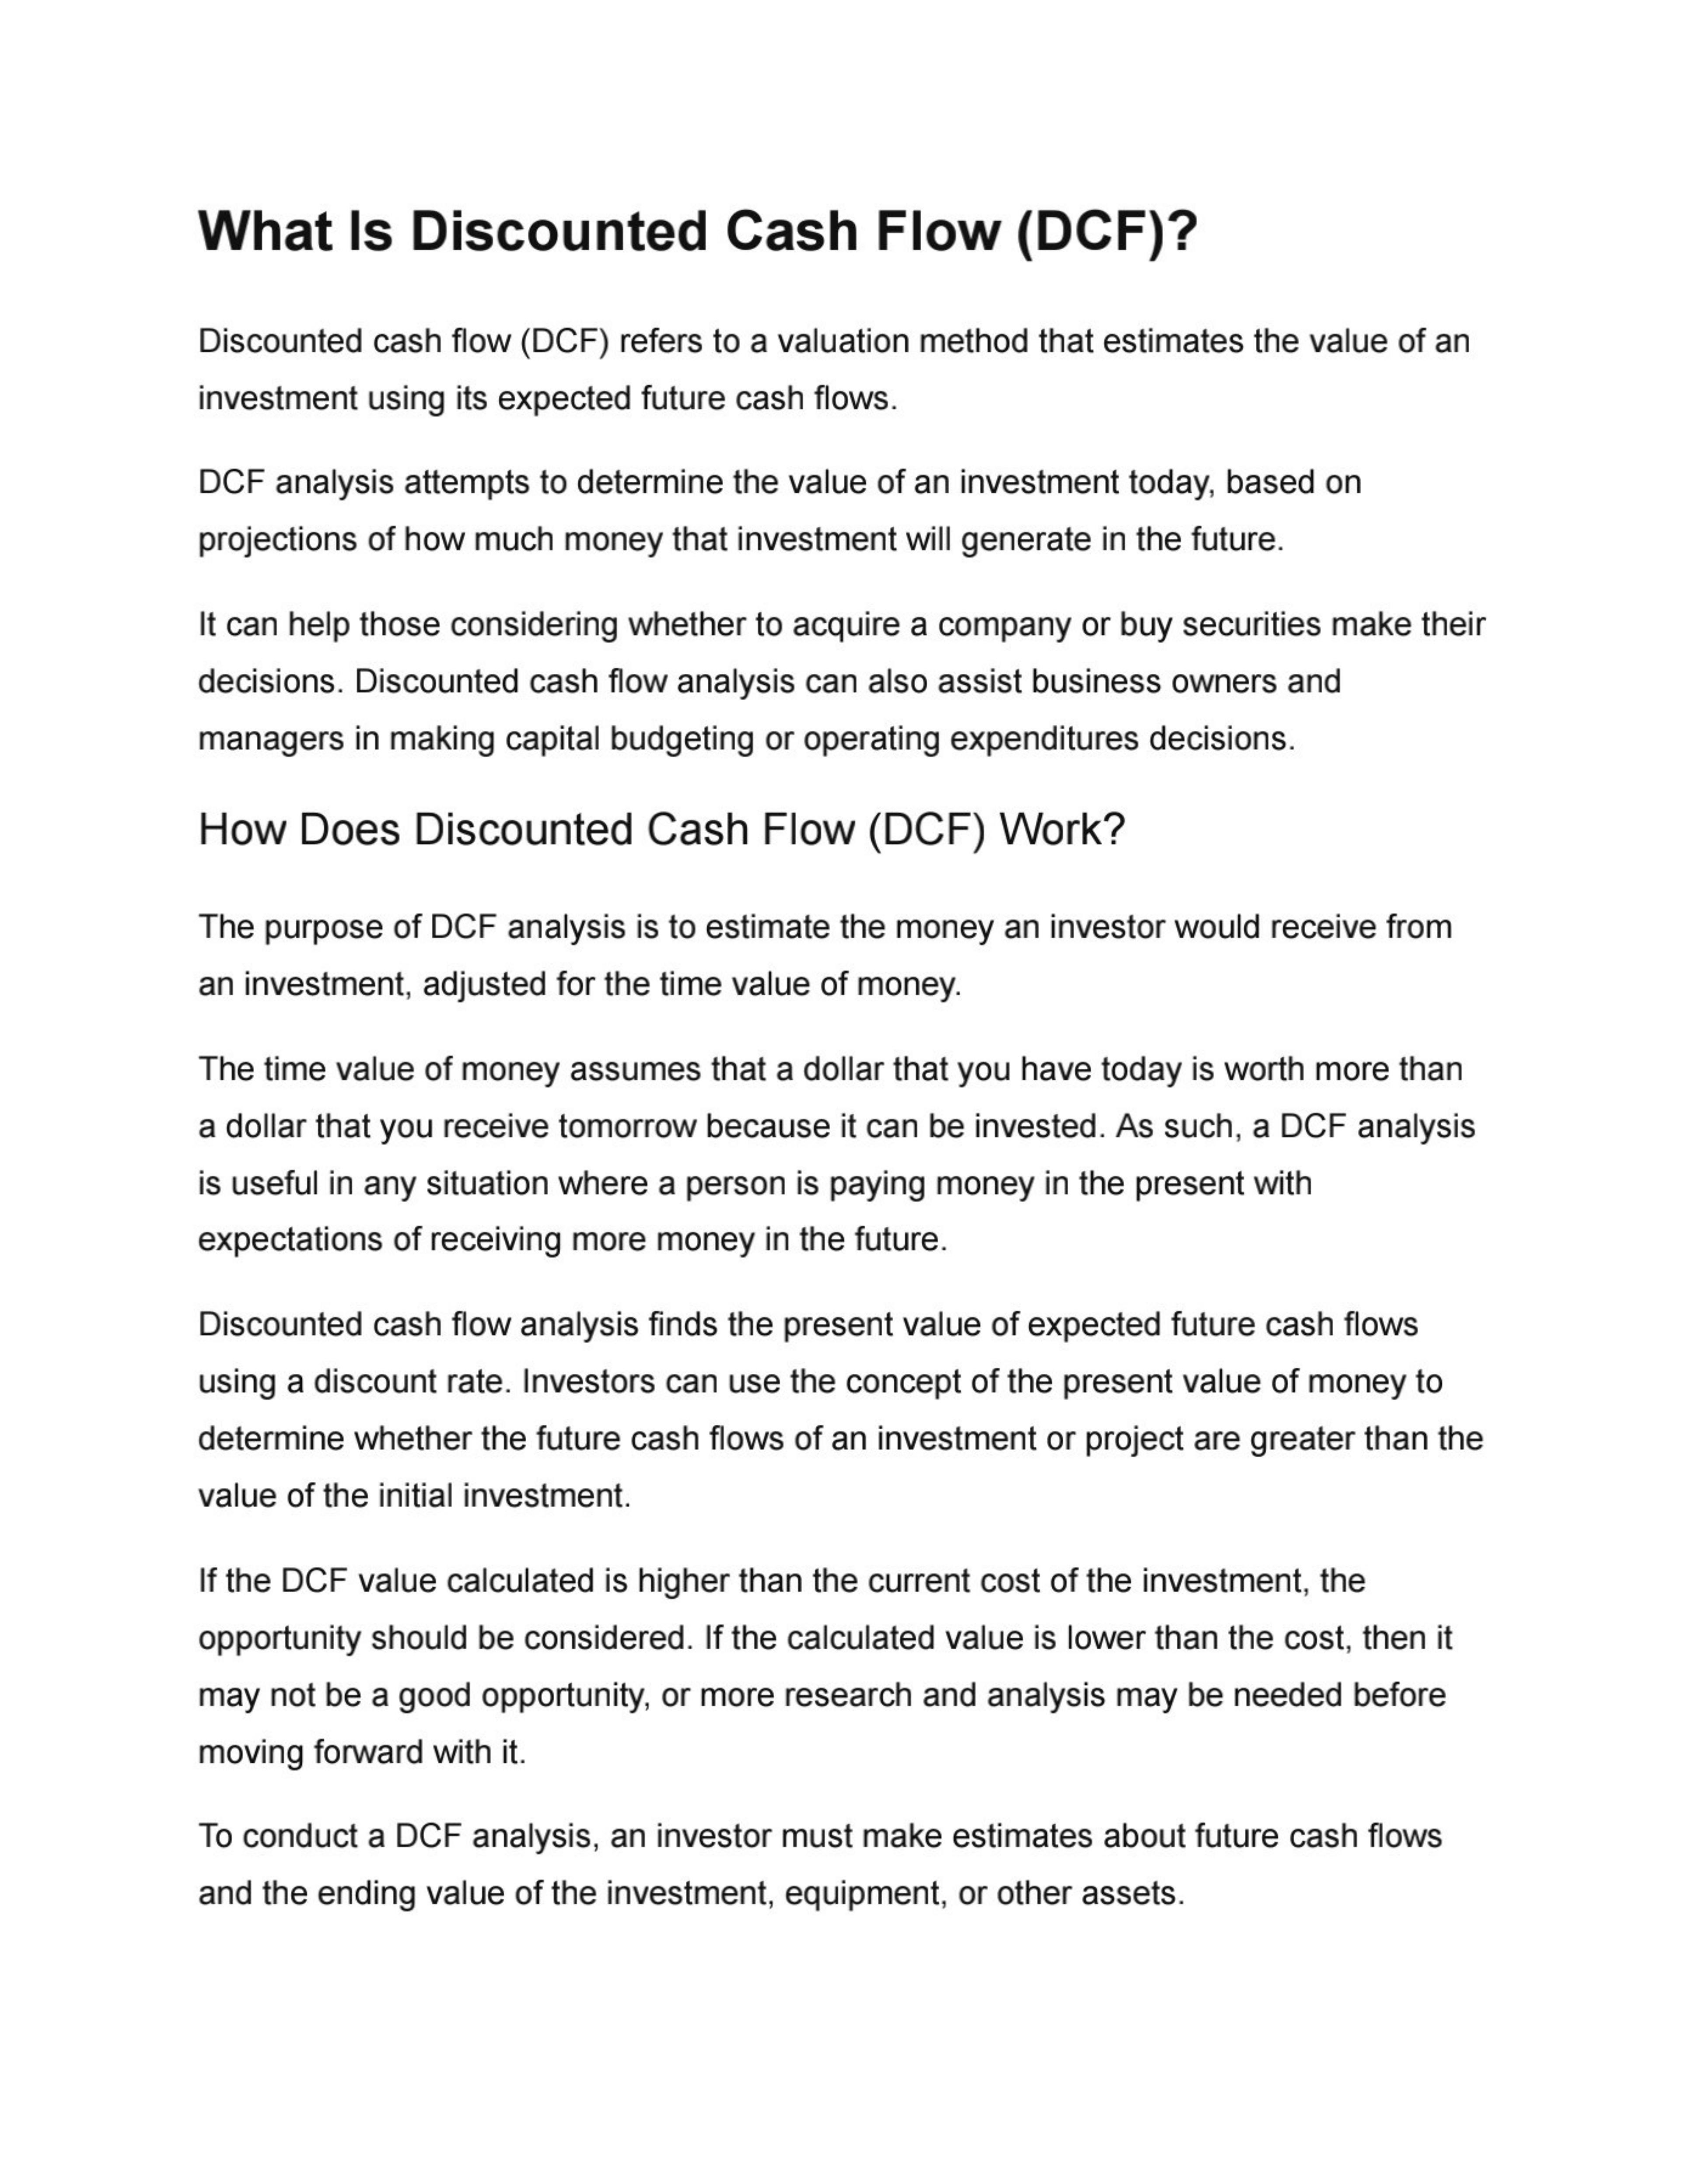 What Is Discounted Cash Flow (DCF)?
Discounted cash flow (DCF) refers to a valuation method that estimates the value of an
investment using its expected future cash flows.
DCF analysis attempts to determine the value of an investment today, based on
projections of how much money that investment will generate in the future.
It can help those considering whether to acquire a company or buy securities make their
decisions. Discounted cash flow analysis can also assist business owners and
managers in making capital budgeting or operating expenditures decisions.
How Does Discounted Cash Flow (DCF) Work?
The purpose of DCF analysis is to estimate the money an investor would receive from
an investment, adjusted for the time value of money.
The time value of money assumes that a dollar that you have today is worth more than
a dollar that you receive tomorrow because it can be invested. As such, a DCF analysis
is useful in any situation where a person is paying money in the present with
expectations of receiving more money in the future.
Discounted cash flow analysis finds the present value of expected future cash flows
using a discount rate. Investors can use the concept of the present value of money to
determine whether the future cash flows of an investment or project are greater than the
value of the initial investment.
If the DCF value calculated is higher than the current cost of the investment, the
opportunity should be considered. If the calculated value is lower than the cost, then it
may not be a good opportunity, or more research and analysis may be needed before
moving forward with it.
To conduct a DCF analysis, an investor must make estimates about future cash flows
and the ending value of the investment, equipment, or other assets.